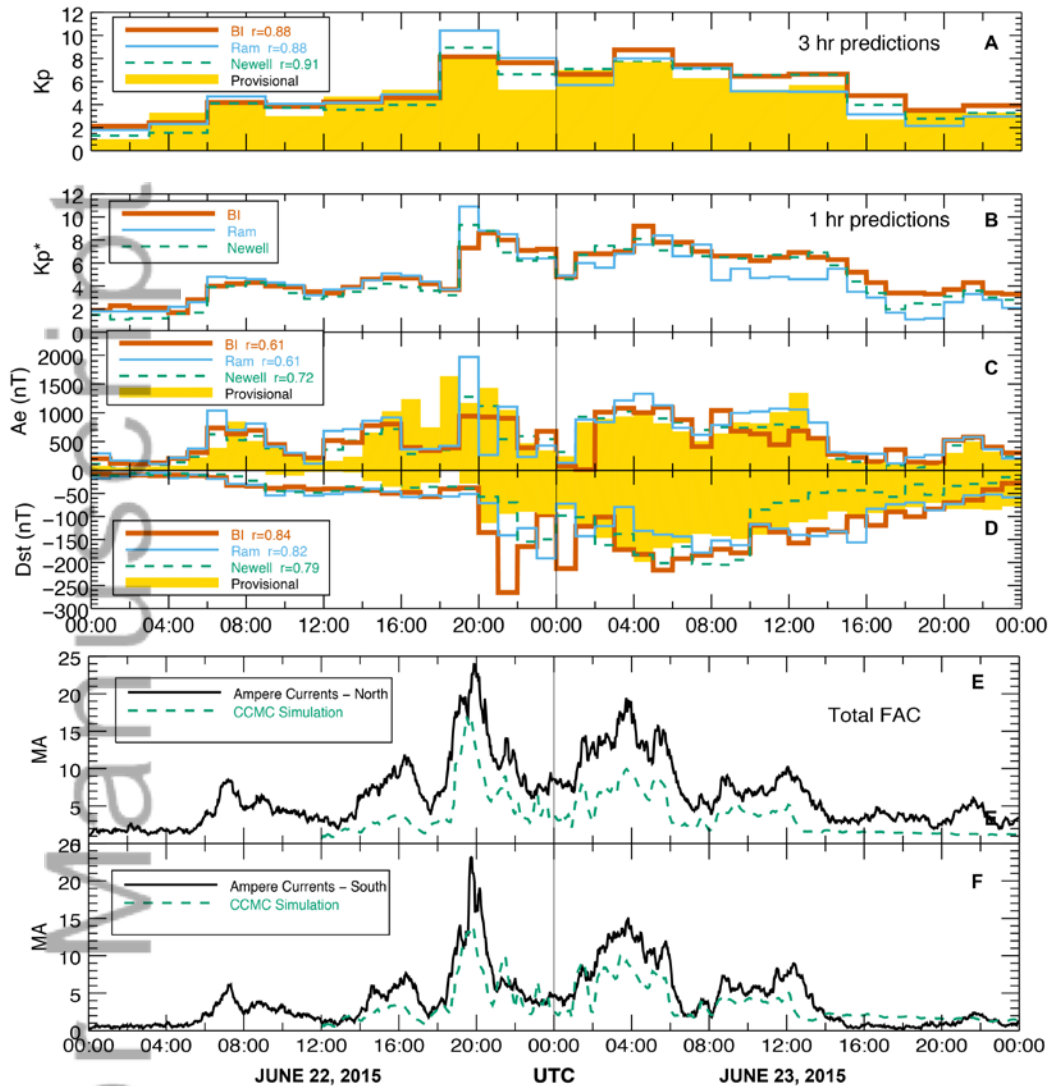 BI r=0.88
Ram r=0.88
Newell r=0.91
Provisional
3 hr predictions
A
Kp
12
10
8
6
4
2
0
BI
Ram
Newell
1 hr predictions
B
Kp*
12
10
8
6
4
2
0
BI r=0.61
Ram r=0.61
Newell r=0.72
Provisional
C
Ae (nT)
2000
1500
1000
500
0
D
Dst (nT)
-50
-100
-150
-200
-250
-300
BI r=0.84
Ram r=0.82
Newell r=0.79
Provisional
00:00 04:00 08:00 12:00 16:00 20:00 00:00 04:00 08:00 12:00 16:00 20:00 00:00
25
20
15
10
5
MA
Ampere Currents – North
CCMC Simulation
E
Total FAC
E
20
15
10
5
0
MA
Ampere Currents – South
CCMC Simulation
F
00:00 04:00 08:00 12:00 16:00 20:00 00:00 04:00 08:00 12:00 16:00 20:00 00:00
JUNE 22, 2015 UTC JUNE 23, 2015
Manuscript